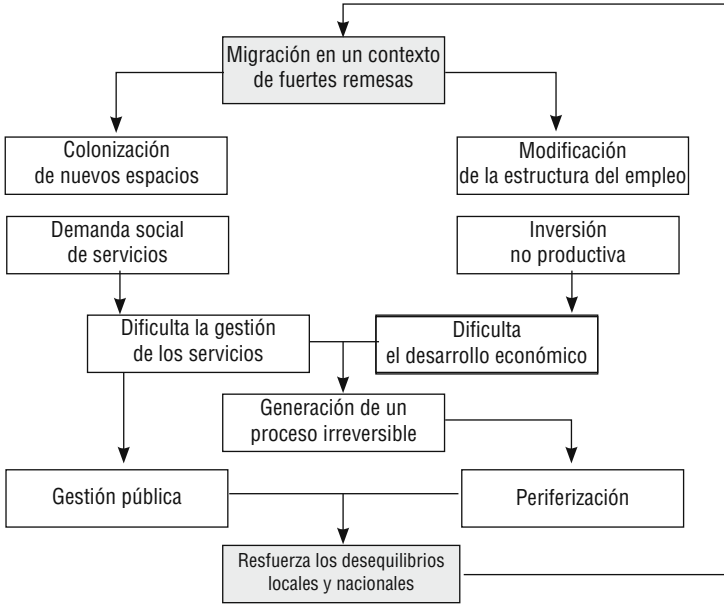 Migración en un contexto
de fuertes remesas
Colonización
de nuevos espacios
Modificación
de la estructura del empleo
Demanda social
de servicios
Inversión
no productiva
Dificulta la gestión
de los servicios
Dificulta
el desarrollo económico
Generación de un
proceso irreversible
Gestión pública
Periferización
Resfuerza los desequilibrios
locales y nacionales